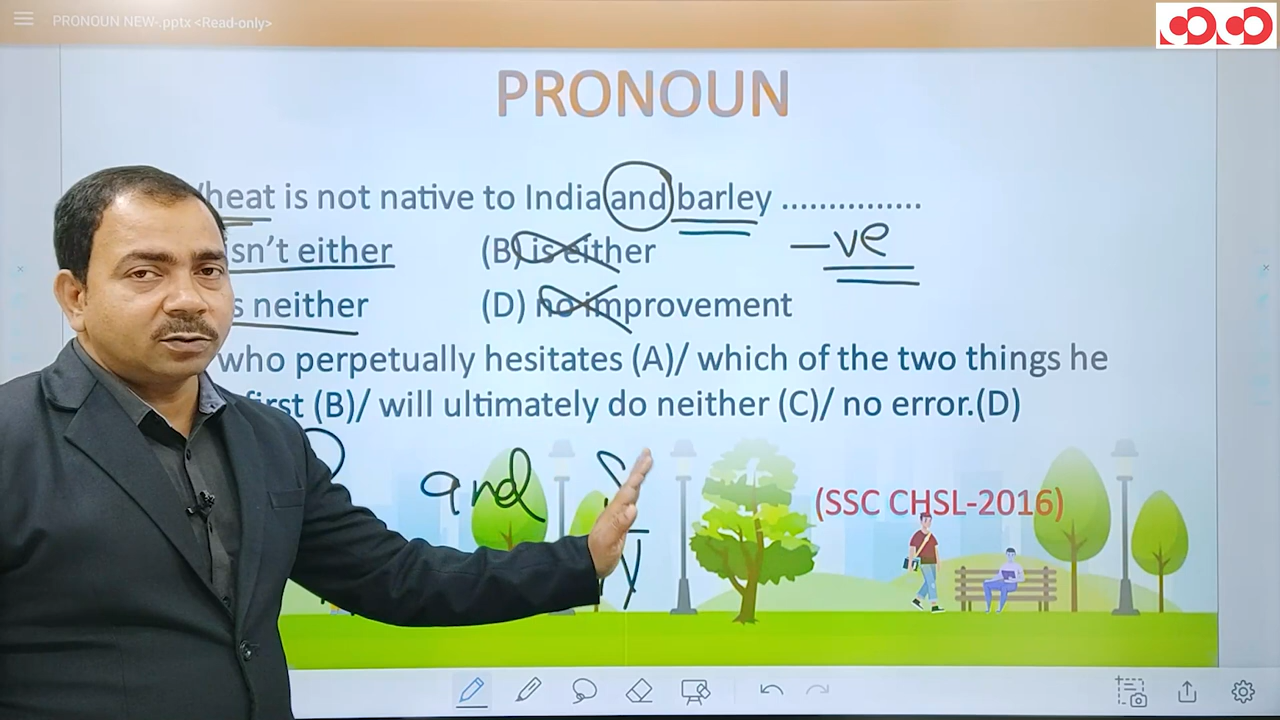 PRONOUN NEW-.pptx <Read-only>
PRONOUN
is not native to India and barley ...............
either (B) is either -ve
neither (D) no improvement
who perpetually hesitates (A)/ which of the two things he
first (B)/ will ultimately do neither (C)/ no error.(D)
and
(SSC CHSL-2016)